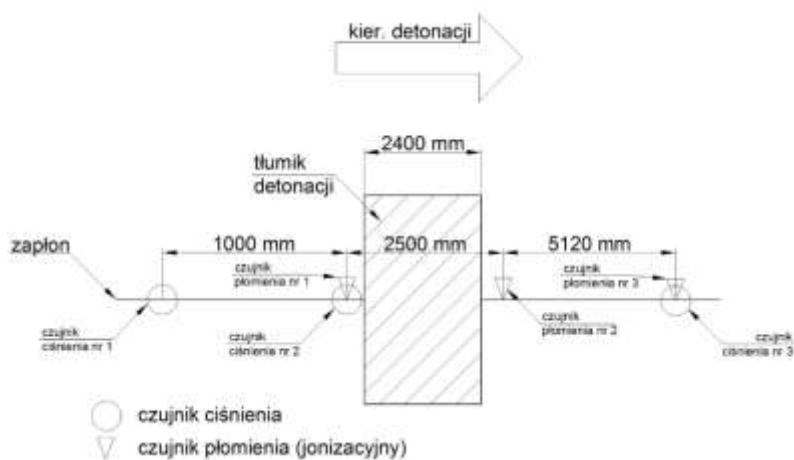 kier. detonacji
2400 mm
tłumik
detonacji
zapłon
1000 mm
2500 mm
5120 mm
czujnik
płomienia nr 1
czujnik
płomienia nr 3
czujnik
ciśnienia nr 1
czujnik
ciśnienia nr 2
czujnik
płomienia nr 2
czujnik
ciśnienia nr 3
czujnik ciśnienia
czujnik płomienia (jonizacyjny)